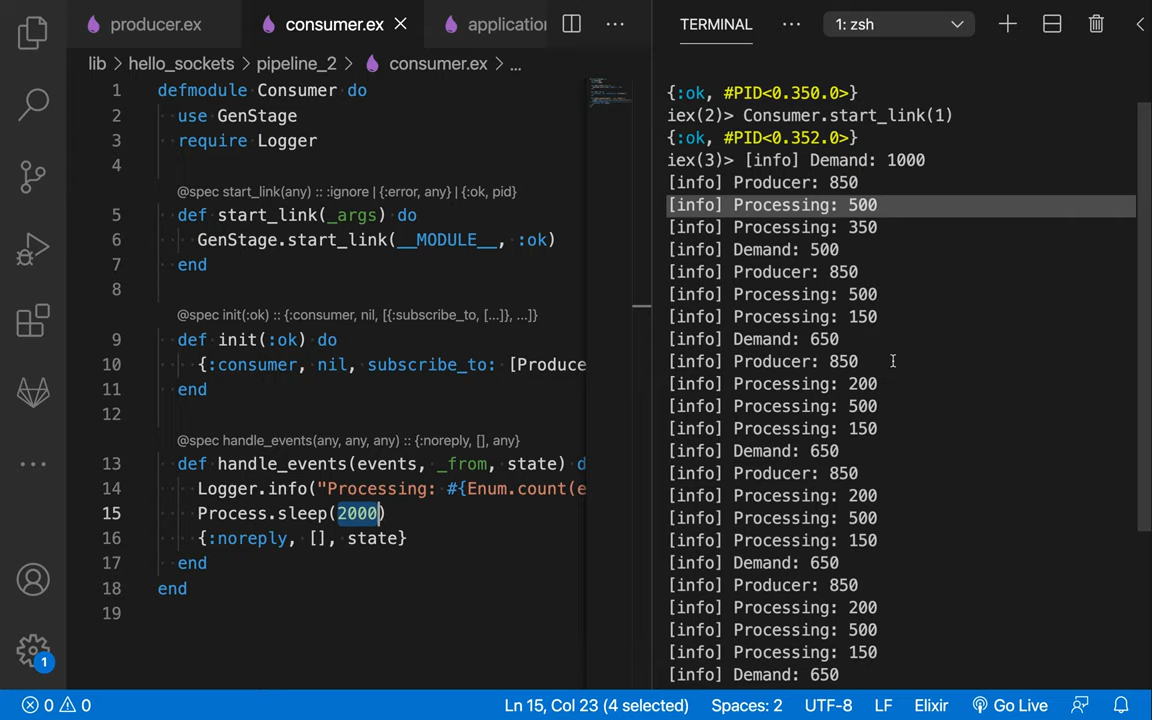 producer.ex
consumer.ex
application
TERMINAL
1: zsh
lib > hello_sockets > pipeline_2 > consumer.ex > ...
1 defmodule Consumer do
2 use GenStage
3 require Logger
4
@spec start_link(any) :: :ignore | {:error, any} | {:ok, pid}
5 def start_link(_args) do
6 GenStage.start_link(__MODULE__, :ok)
7 end
8
@spec init(:ok) :: {:consumer, nil, [{:subscribe_to, [...]}, ...]}
9 def init(:ok) do
10 {:consumer, nil, subscribe_to: [Produce
11 end
12
@spec handle_events(any, any, any) :: {:noreply, [], any}
13 def handle_events(events, _from, state) d
14 Logger.info("Processing: #{Enum.count(e
15 Process.sleep(2000)
16 {:noreply, [], state}
17 end
18 end
19
{:ok, #PID<0.350.0>}
iex(2)> Consumer.start_link(1)
{:ok, #PID<0.352.0>}
iex(3)> [info] Demand: 1000
[info] Producer: 850
[info] Processing: 500
[info] Processing: 350
[info] Demand: 500
[info] Producer: 850
[info] Processing: 500
[info] Processing: 150
[info] Demand: 650
[info] Producer: 850
[info] Processing: 200
[info] Processing: 500
[info] Processing: 150
[info] Demand: 650
[info] Producer: 850
[info] Processing: 200
[info] Processing: 500
[info] Processing: 150
[info] Demand: 650
[info] Producer: 850
[info] Processing: 200
[info] Processing: 500
[info] Processing: 150
[info] Demand: 650
1
0 0
Ln 15, Col 23 (4 selected)
Spaces: 2
UTF-8
LF
Elixir
Go Live